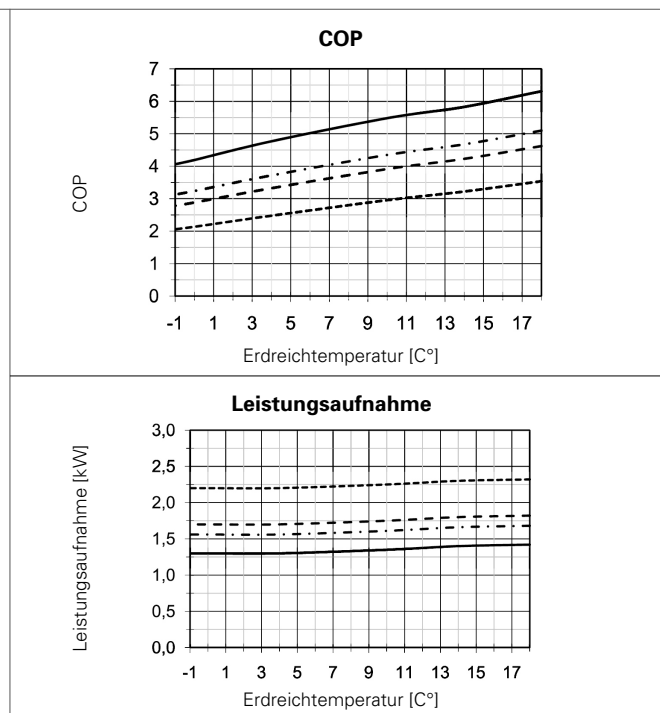 COP
7
6
5
4
3
2
1
0
COP
-1 1 3 5 7 9 11 13 15 17
Erdreichtemperatur [C°]
Leistungsaufnahme
3,0
2,5
2,0
1,5
1,0
0,5
0,0
Leistungsaufnahme [kW]
-1 1 3 5 7 9 11 13 15 17
Erdreichtemperatur [C°]